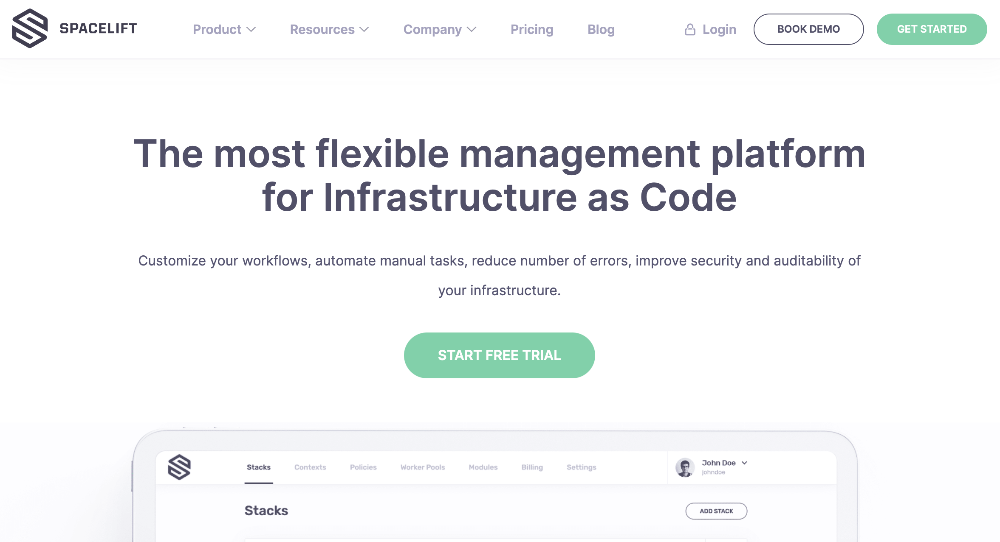 SPACELIFT
Product
Resources
Company
Pricing
Blog
Login
BOOK DEMO
GET STARTED
The most flexible management platform
for Infrastructure as Code
Customize your workflows, automate manual tasks, reduce number of errors, improve security and auditability of
your infrastructure.
START FREE TRIAL
Stacks
Contexts
Policies
Worker Pools
Modules
Billing
Settings
John Doe
johndoe
Stacks
ADD STACK